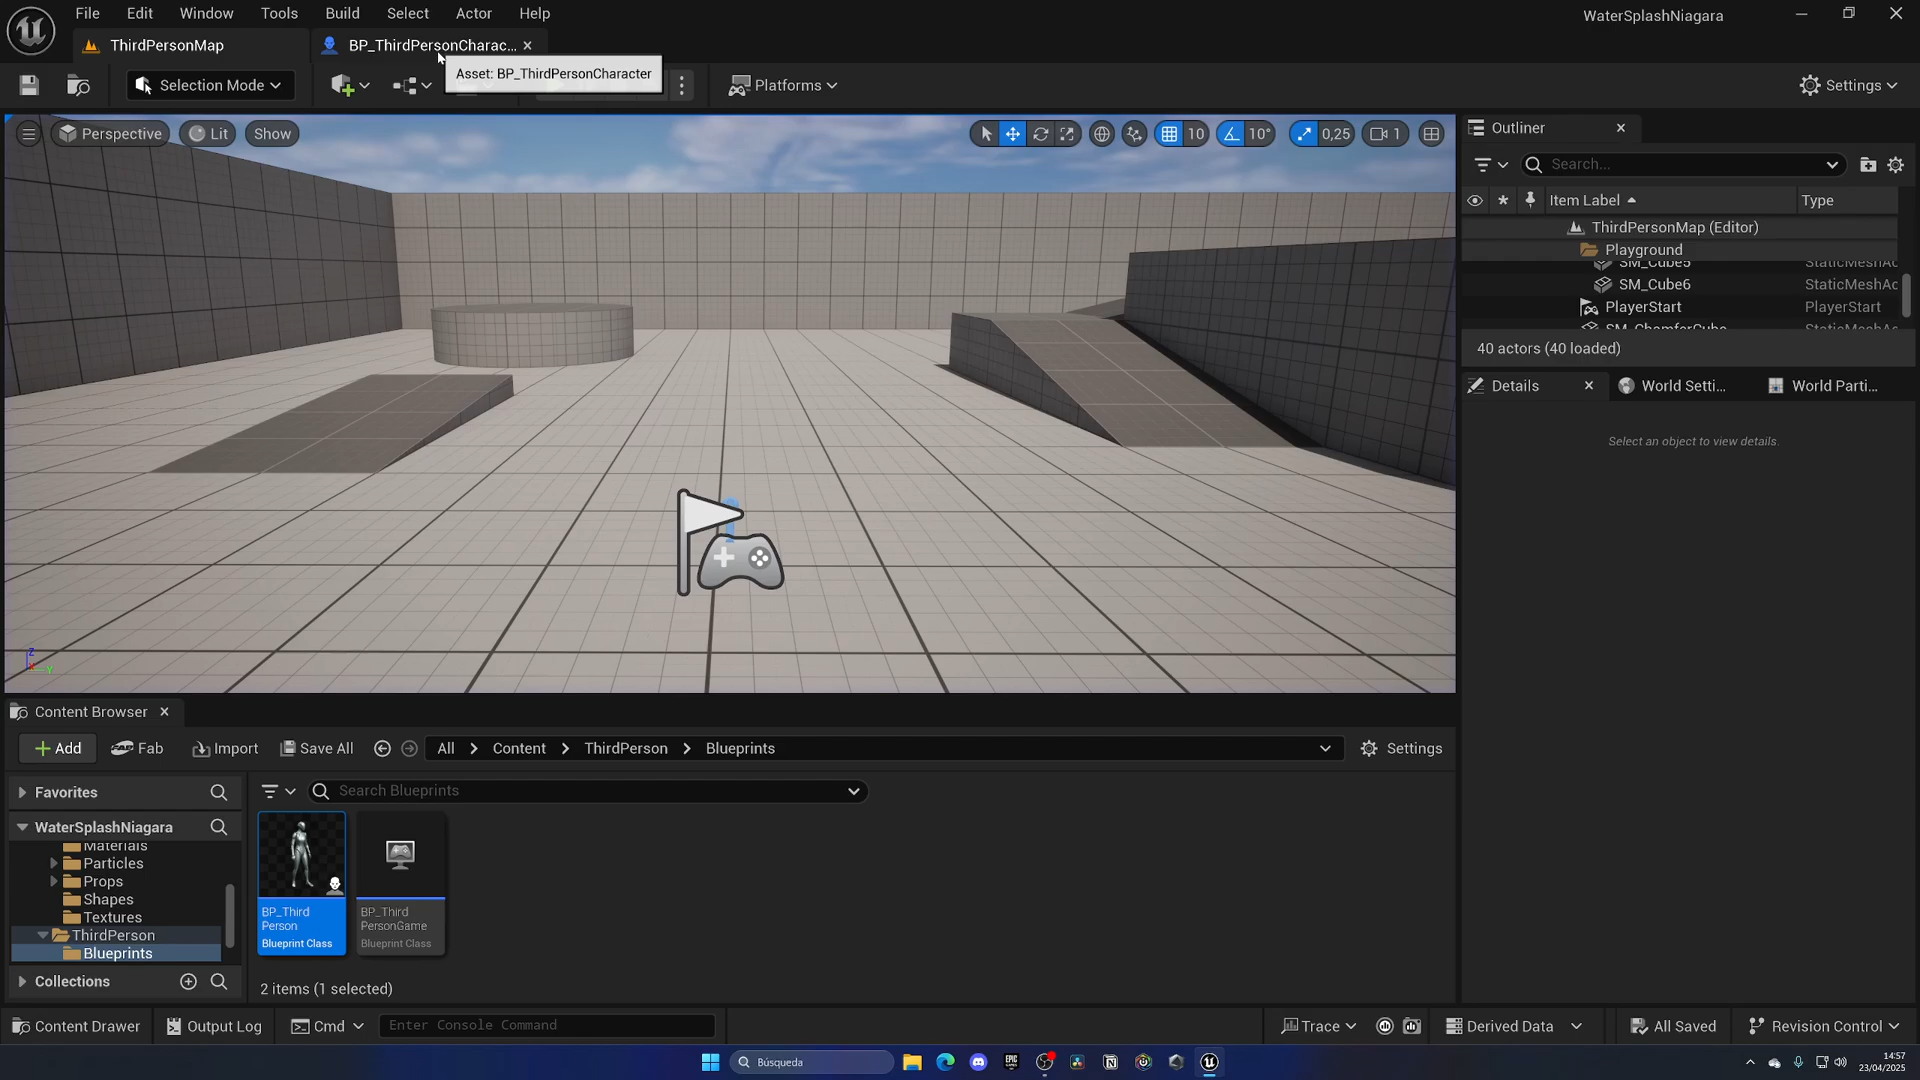 File Edit Window Tools Build Select Actor Help
WaterSplashNiagara
ThirdPersonMap
BP_ThirdPersonCharac...
Asset: BP_ThirdPersonCharacter
Selection Mode
Platforms
Settings
Perspective Lit Show
10 10° 0,25 1
Outliner
Search...
Item Label Type
ThirdPersonMap (Editor)
Playground
SM_Cube5 StaticMeshAc
SM_Cube6 StaticMeshAc
PlayerStart PlayerStart
SM_ChamferCube
40 actors (40 loaded)
Details World Setti... World Parti...
Select an object to view details.
Z
Y
Content Browser
Add Fab Import Save All All Content ThirdPerson Blueprints Settings
Favorites
Search Blueprints
WaterSplashNiagara
Materials
Particles
Props
Shapes
Textures
ThirdPerson
Blueprints
Collections
BP_Third
Person
Blueprint Class
BP_Third
PersonGame
Blueprint Class
2 items (1 selected)
Content Drawer Output Log Cmd Enter Console Command Trace Derived Data All Saved Revision Control
Búsqueda
EPIC
14:57
23/04/2025